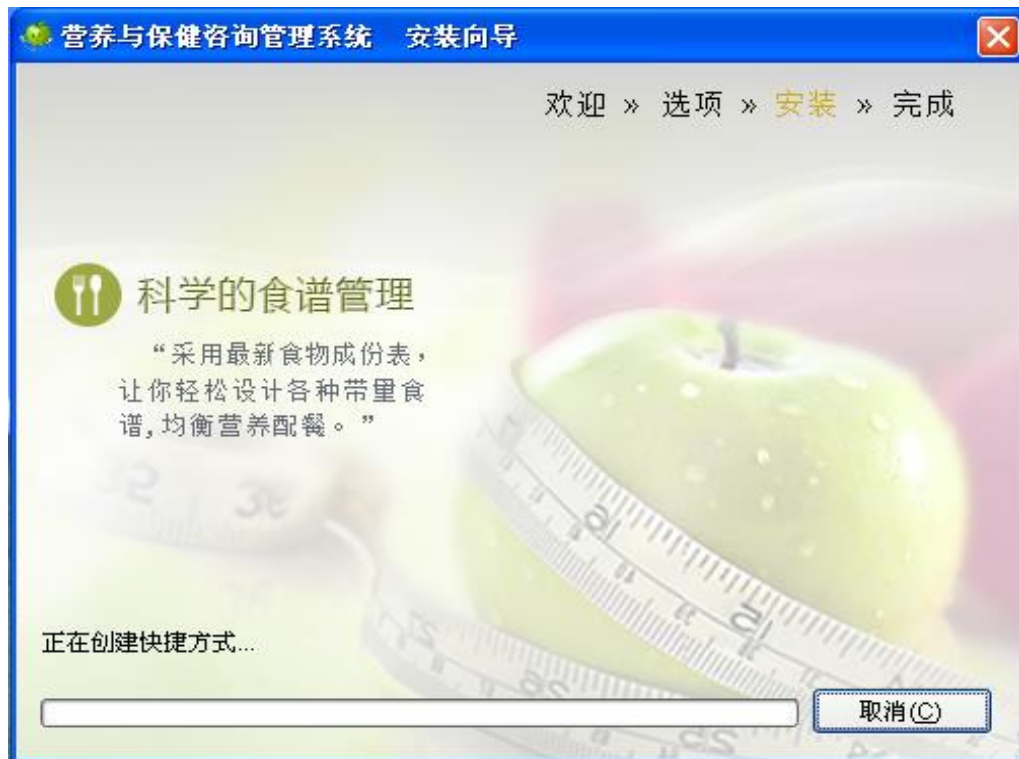 营养与保健咨询管理系统 安装向导
欢迎 » 选项 » 安装 » 完成
科学的食谱管理
“采用最新食物成份表，
让你轻松设计各种带量食
谱,均衡营养配餐。”
正在创建快捷方式...
取消(C)